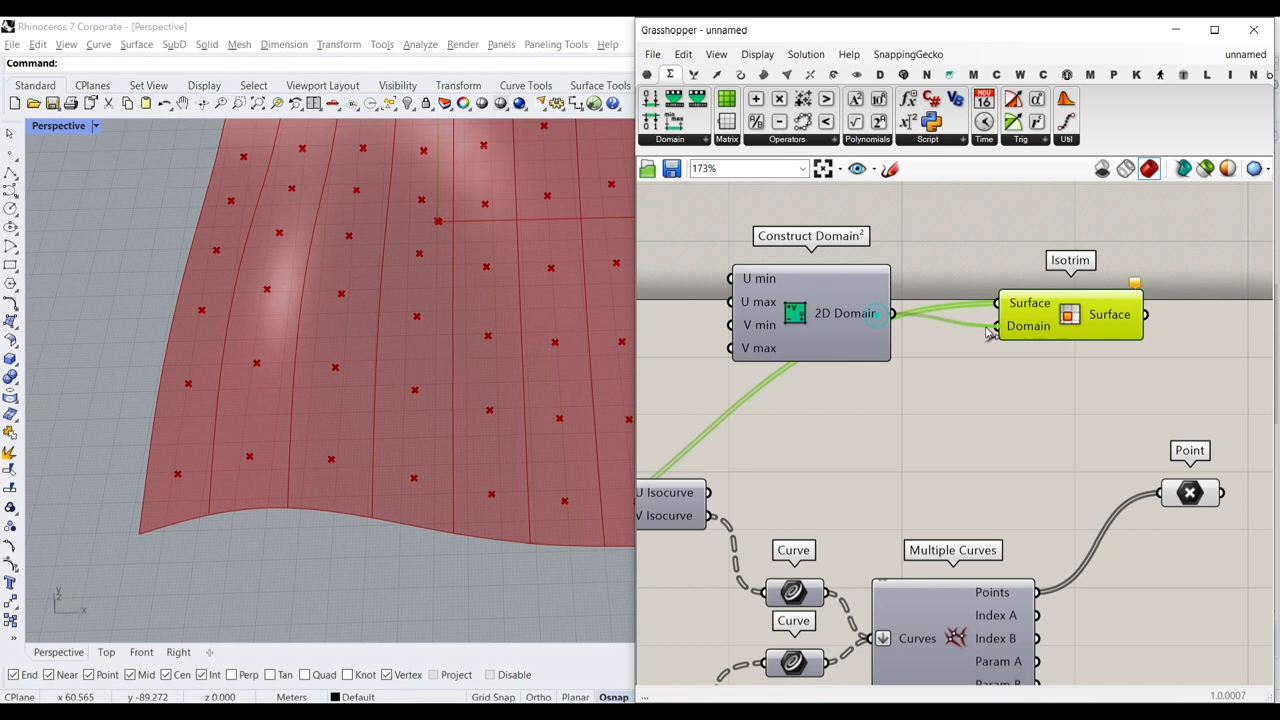 Rhinoceros 7 Corporate - [Perspective]
File Edit View Curve Surface SubD Solid Mesh Dimension Transform Tools Analyze Render Panels Paneling Tools Help
Command:
Standard CPlanes Set View Display Select Viewport Layout Visibility Transform Curve Tools Surface Tools
Perspective
y
z
x
Perspective Top Front Right
End Near Point Mid Cen Int Perp Tan Quad Knot Vertex Project Disable
CPlane x 60.565 y -89.272 z 0.000 Meters Default Grid Snap Ortho Planar Osnap
Grasshopper - unnamed
File Edit View Display Solution Help SnappingGecko unnamed
D N M C W C M P K L I N
Domain Matrix Operators Polynomials Script Time Trig Util
173%
Construct Domain²
U min
U max
V min
V max
2D Domain
Isotrim
Surface
Domain
Surface
Point
U Isocurve
V Isocurve
Curve
Curve
Multiple Curves
Curves
Points
Index A
Index B
Param A
Param B
... 1.0.0007